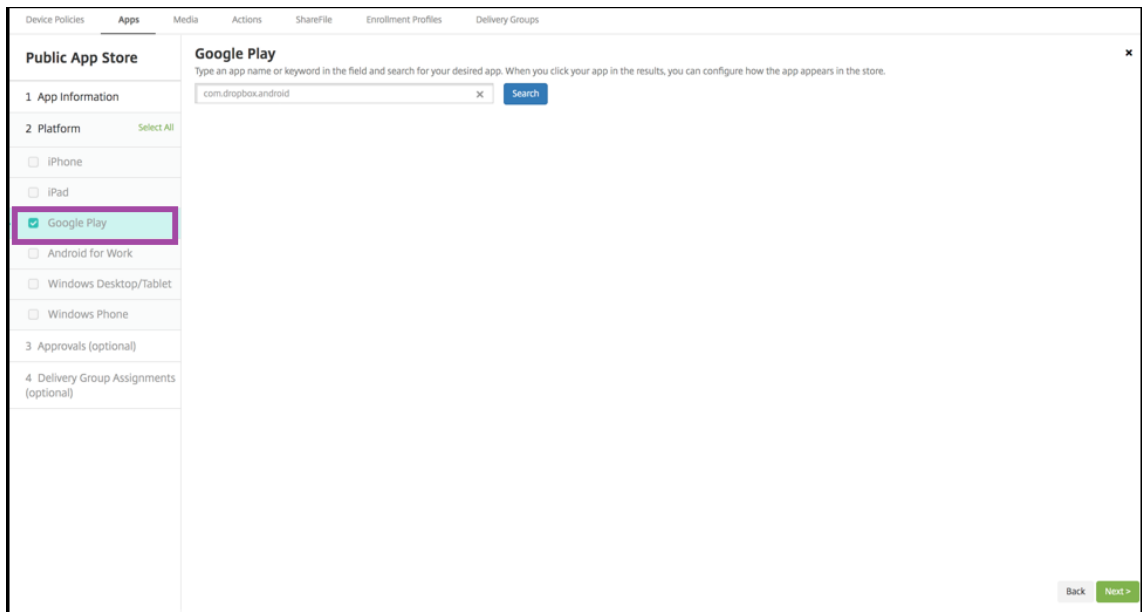 Device Policies Apps Media Actions ShareFile Enrollment Profiles Delivery Groups
Public App Store
1 App Information
2 Platform Select All
iPhone
iPad
Google Play
Android for Work
Windows Desktop/Tablet
Windows Phone
3 Approvals (optional)
4 Delivery Group Assignments
(optional)
Google Play
Type an app name or keyword in the field and search for your desired app. When you click your app in the results, you can configure how the app appears in the store.
com.dropbox.android Search
Back Next >